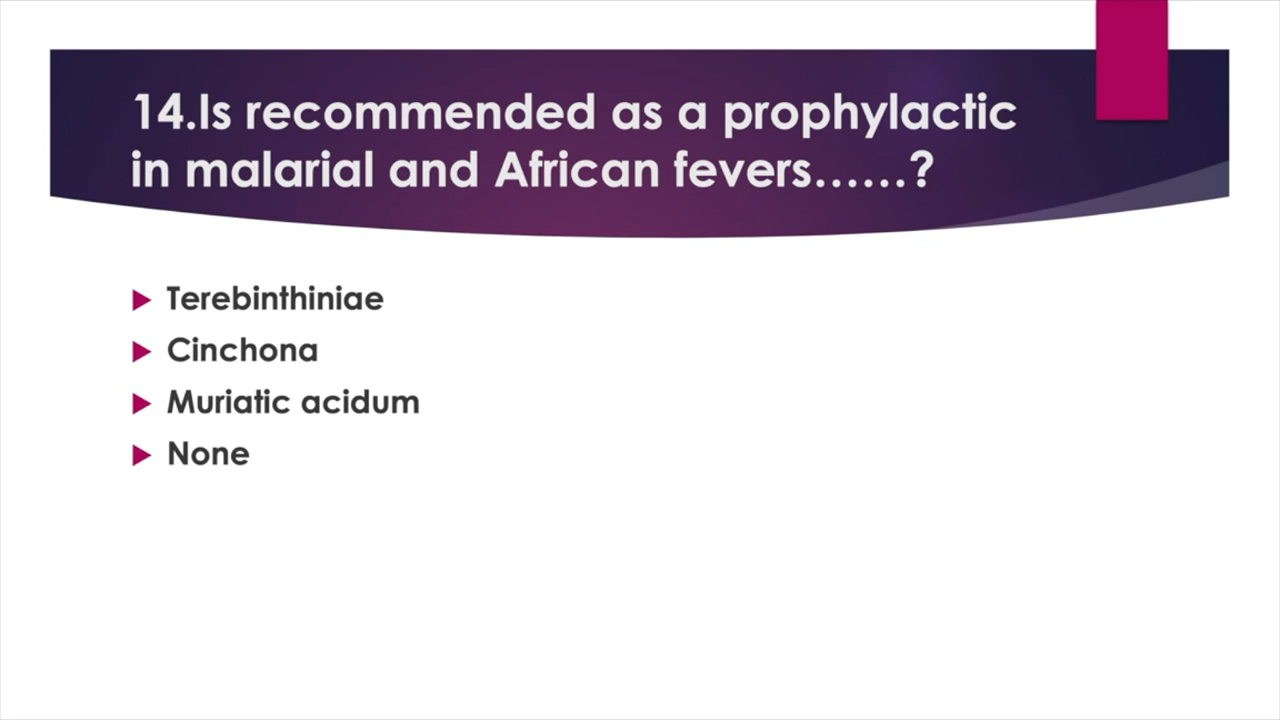 14.Is recommended as a prophylactic
in malarial and African fevers......?
Terebinthiniae
Cinchona
Muriatic acidum
None